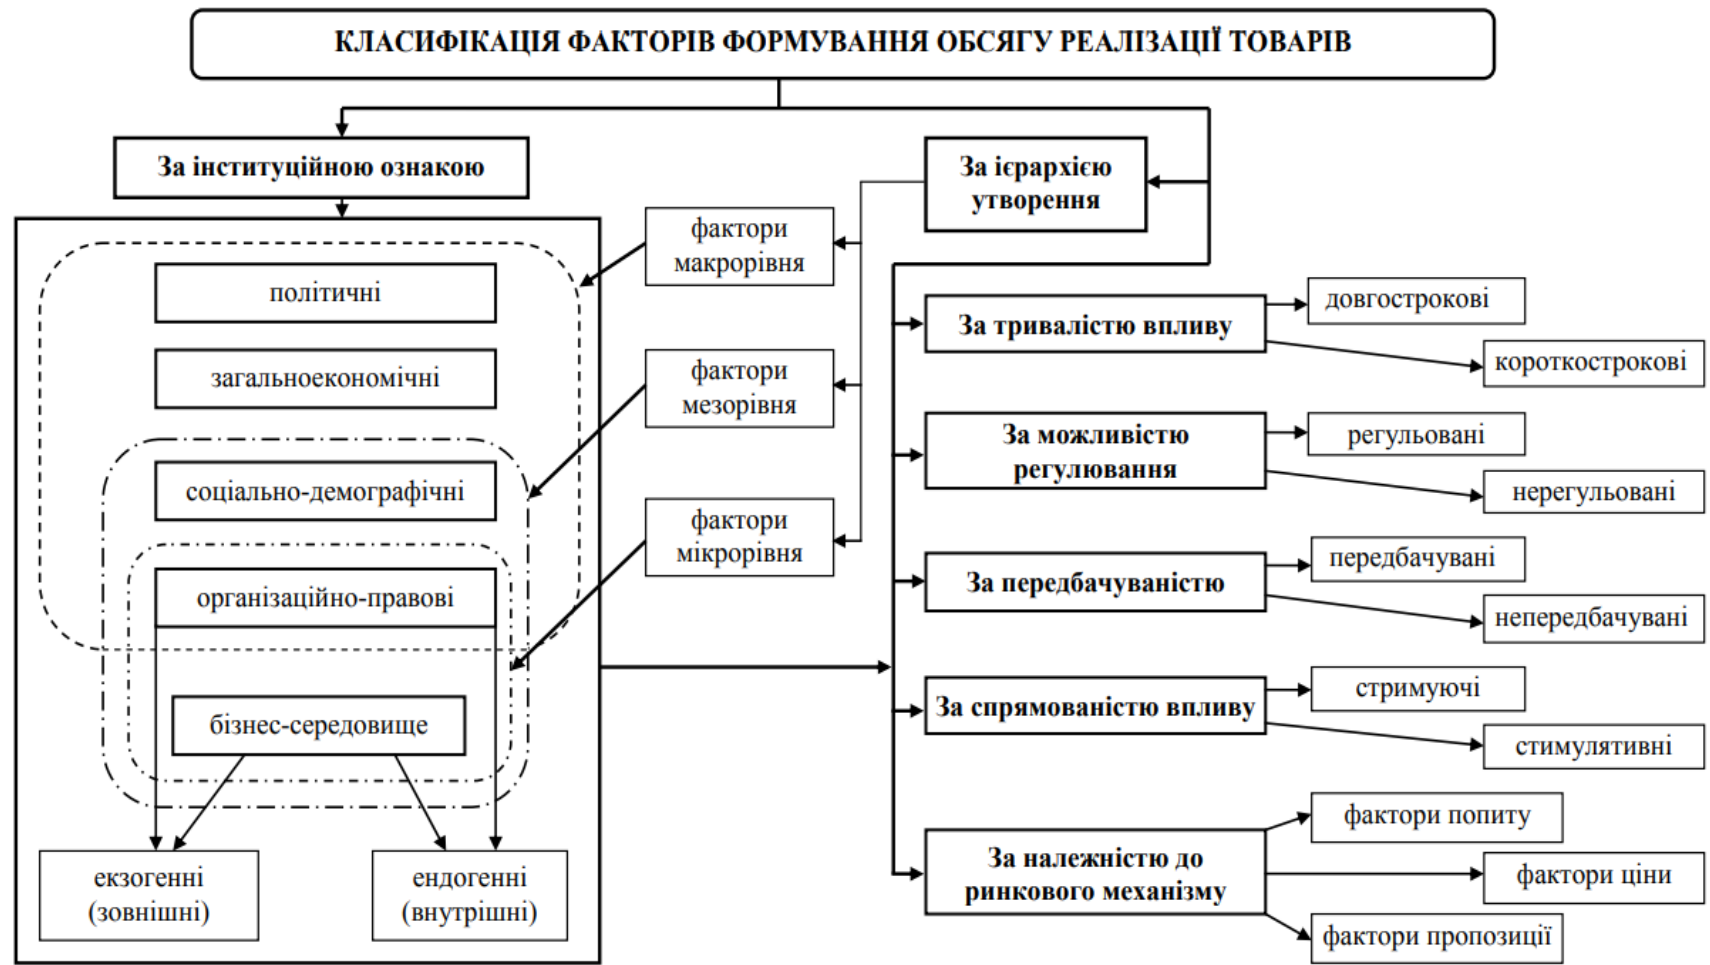 КЛАСИФІКАЦІЯ ФАКТОРІВ ФОРМУВАННЯ ОБСЯГУ РЕАЛІЗАЦІЇ ТОВАРІВ
За інституційною ознакою
політичні
загальноекономічні
соціально-демографічні
організаційно-правові
бізнес-середовище
екзогенні
(зовнішні)
ендогенні
(внутрішні)
За ієрархією
утворення
фактори
макрорівня
фактори
мезорівня
фактори
мікрорівня
За тривалістю впливу
довгострокові
короткострокові
За можливістю
регулювання
регульовані
нерегульовані
За передбачуваністю
передбачувані
непередбачувані
За спрямованістю впливу
стримуючі
стимулятивні
За належністю до
ринкового механізму
фактори попиту
фактори ціни
фактори пропозиції